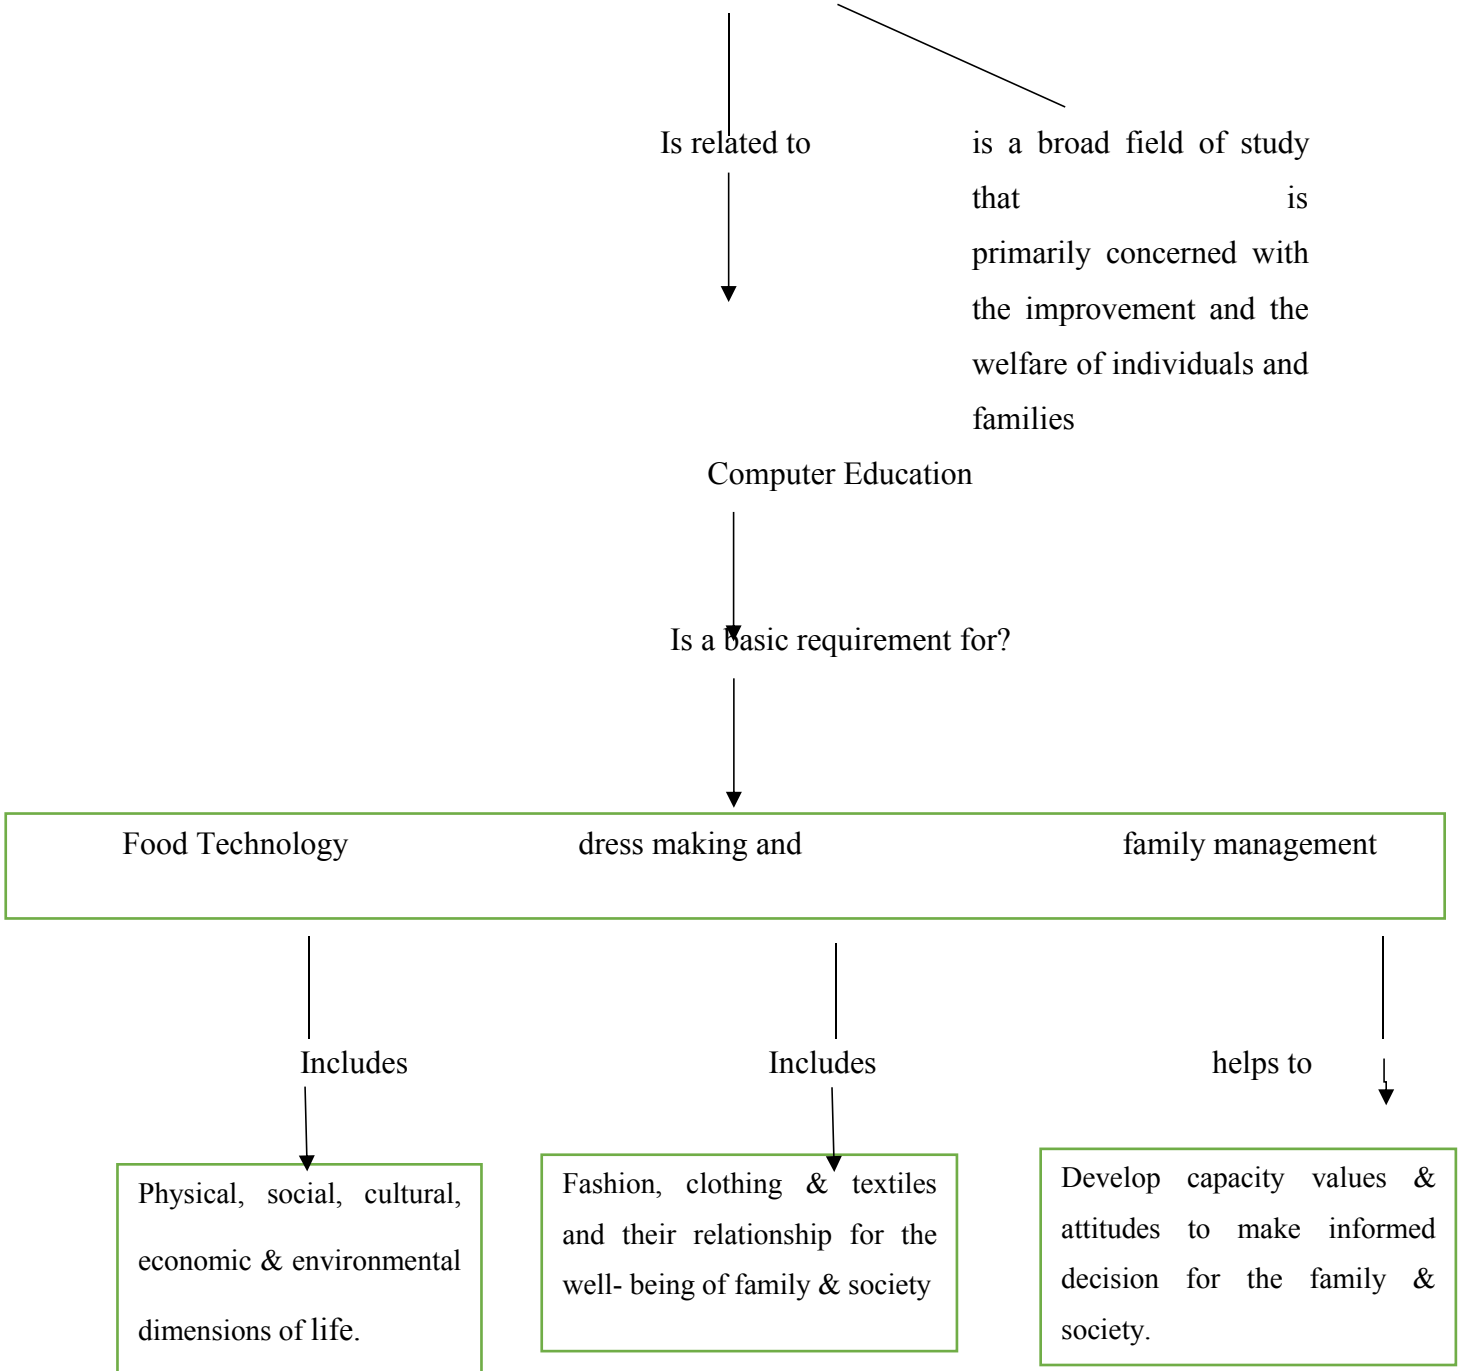 Is related to
is a broad field of study
that is
primarily concerned with
the improvement and the
welfare of individuals and
families
Computer Education
Is a basic requirement for?
Food Technology dress making and family management
Includes Includes helps to
Physical, social, cultural,
economic & environmental
dimensions of life.
Fashion, clothing & textiles
and their relationship for the
well- being of family & society
Develop capacity values &
attitudes to make informed
decision for the family &
society.